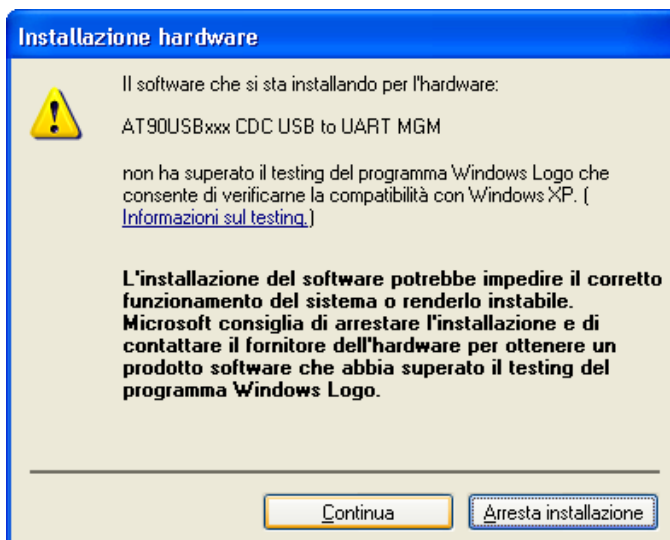 Installazione hardware
Il software che si sta installando per l'hardware:
AT90USBxxx CDC USB to UART MGM
non ha superato il testing del programma Windows Logo che
consente di verificarne la compatibilità con Windows XP. (
Informazioni sul testing.)
L'installazione del software potrebbe impedire il corretto
funzionamento del sistema o renderlo instabile.
Microsoft consiglia di arrestare l'installazione e di
contattare il fornitore dell'hardware per ottenere un
prodotto software che abbia superato il testing del
programma Windows Logo.
Continua
Arresta installazione